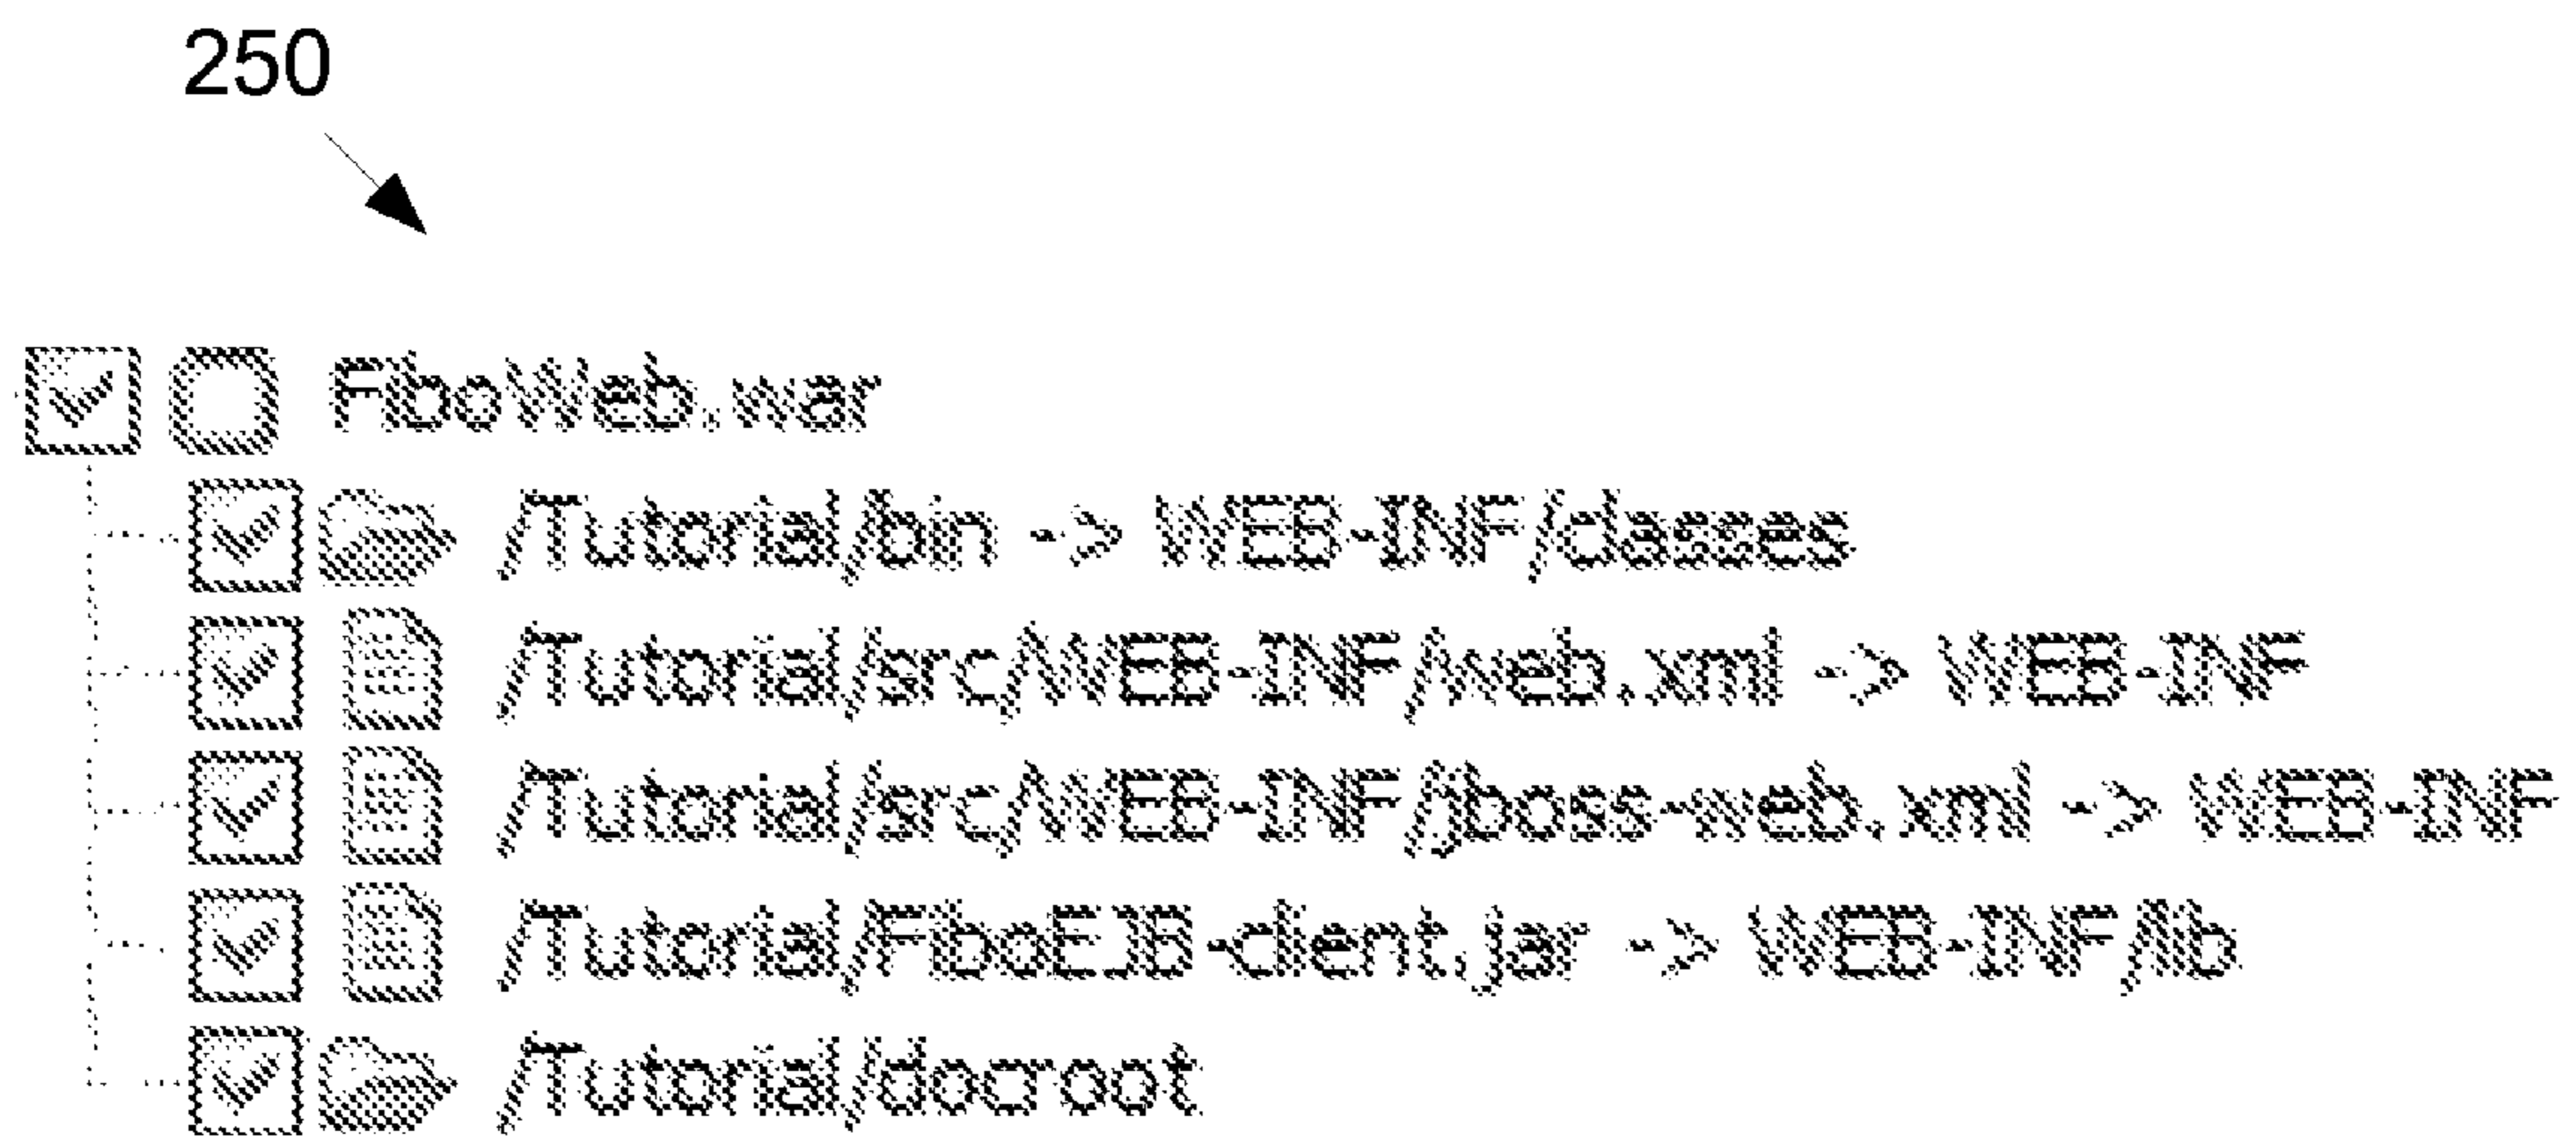 250
FiboWeb.war
/Tutorial/bin -> WEB-INF/classes
/Tutorial/src/WEB-INF/web.xml -> WEB-INF
/Tutorial/src/WEB-INF/jboss-web.xml -> WEB-INF
/Tutorial/FiboEJB-client.jar -> WEB-INF/lib
/Tutorial/docroot